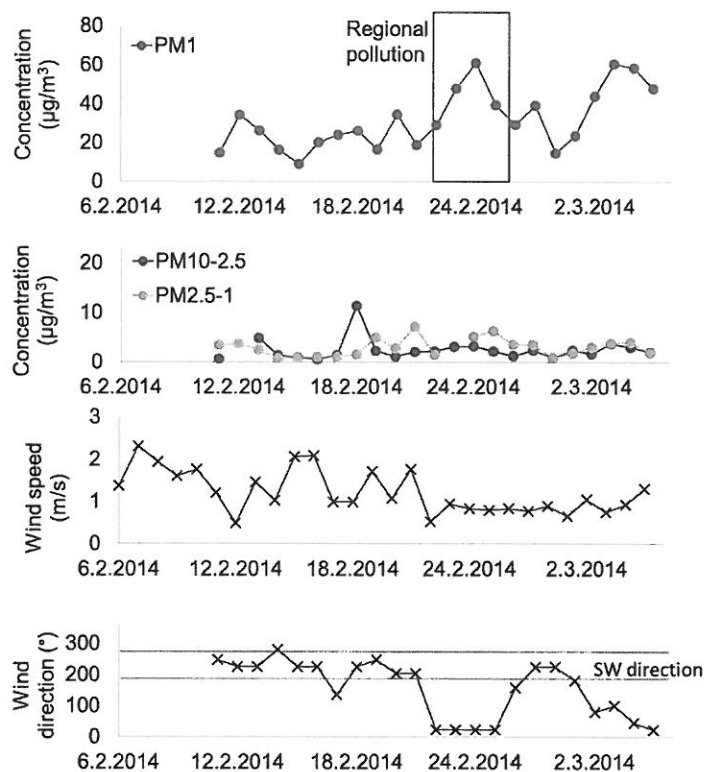 Concentration
(µg/m³)
80
60
40
20
0
PM1
Regional
pollution
6.2.2014 12.2.2014 18.2.2014 24.2.2014 2.3.2014
Concentration
(µg/m³)
20
10
0
PM10-2.5
PM2.5-1
6.2.2014 12.2.2014 18.2.2014 24.2.2014 2.3.2014
Wind speed
(m/s)
3
2
1
0
6.2.2014 12.2.2014 18.2.2014 24.2.2014 2.3.2014
Wind
direction (°)
300
200
100
0
SW direction
6.2.2014 12.2.2014 18.2.2014 24.2.2014 2.3.2014